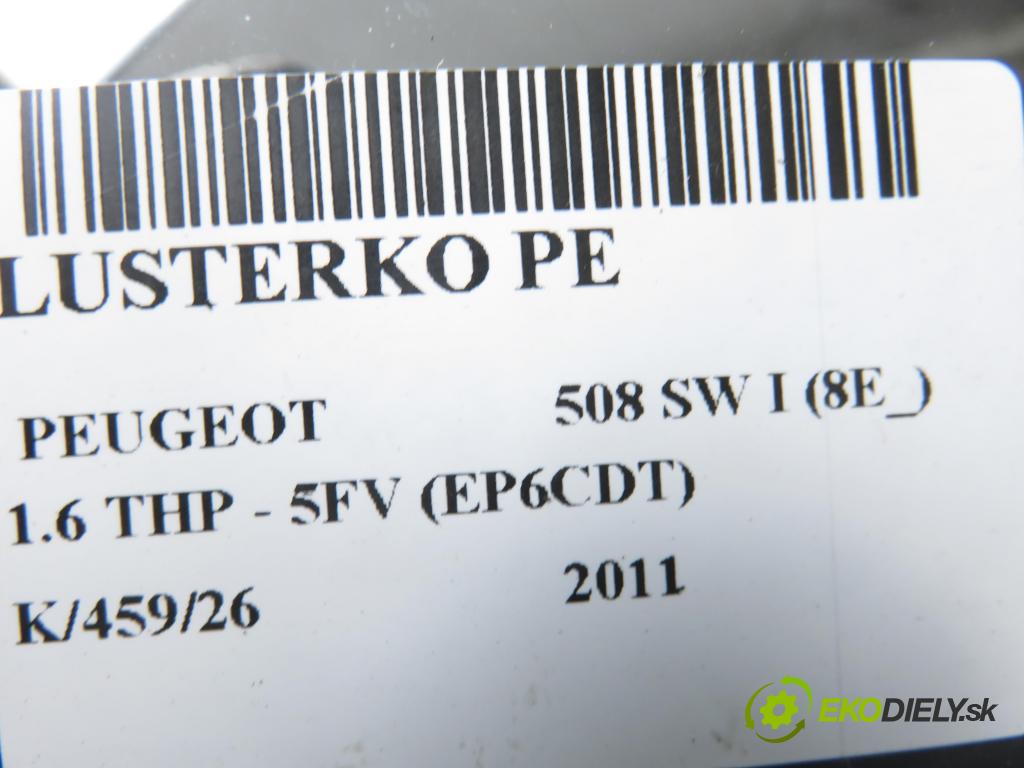 LUSTERKO PE
PEUGEOT 508 SW I (8E_)
1.6 THP - 5FV (EP6CDT)
K/459/26 2011
EKODIELY.sk